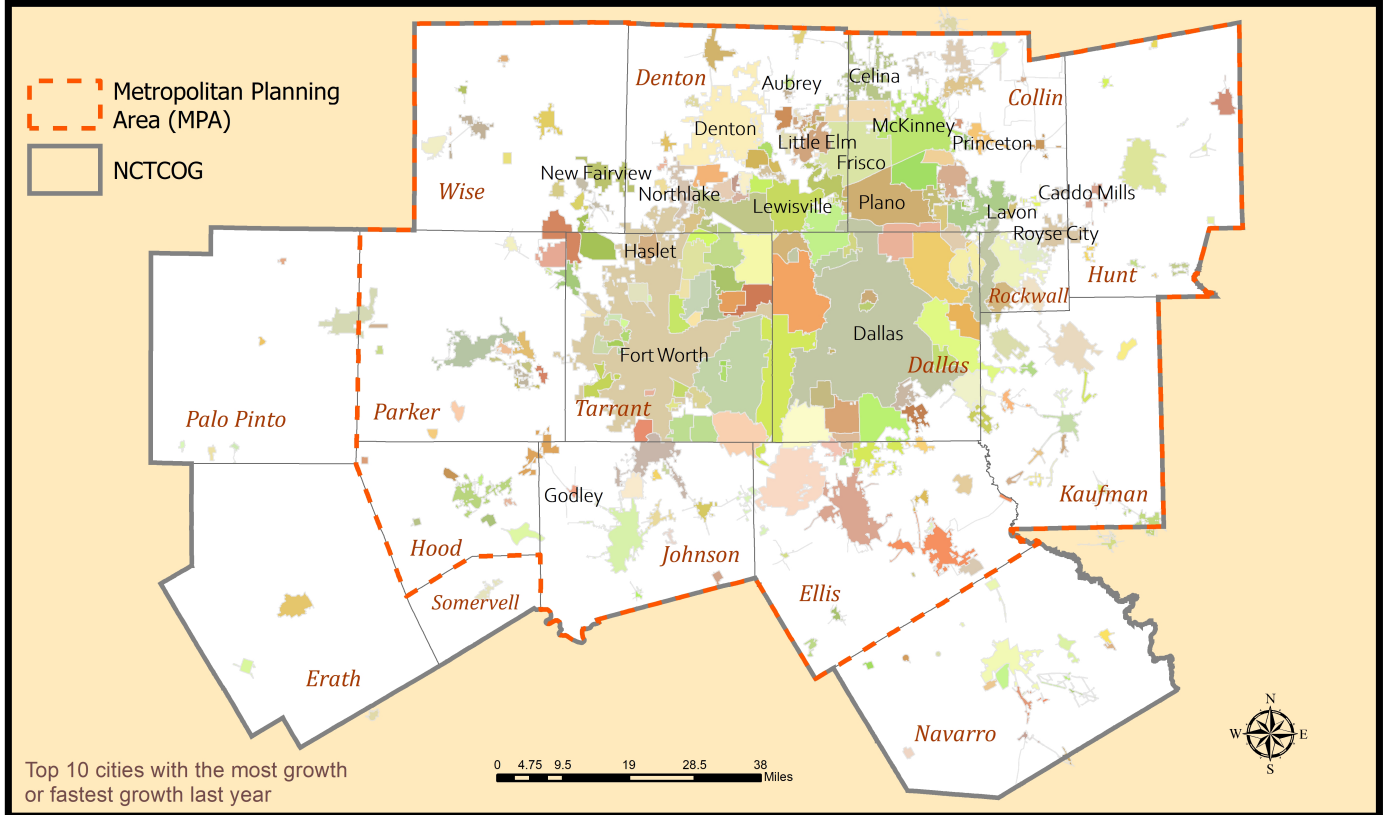 Metropolitan Planning
Area (MPA)
NCTCOG
Denton
Aubrey
Celina
Collin
Denton
McKinney
Little Elm
Princeton
Frisco
New Fairview
Wise
Northlake
Lewisville
Plano
Caddo Mills
Lavon
Royse City
Haslet
Hunt
Rockwall
Dallas
Fort Worth
Dallas
Palo Pinto
Parker
Tarrant
Godley
Kaufman
Hood
Johnson
Somervell
Ellis
Erath
Navarro
N
W E
S
Top 10 cities with the most growth
or fastest growth last year
0 4.75 9.5 19 28.5 38
Miles